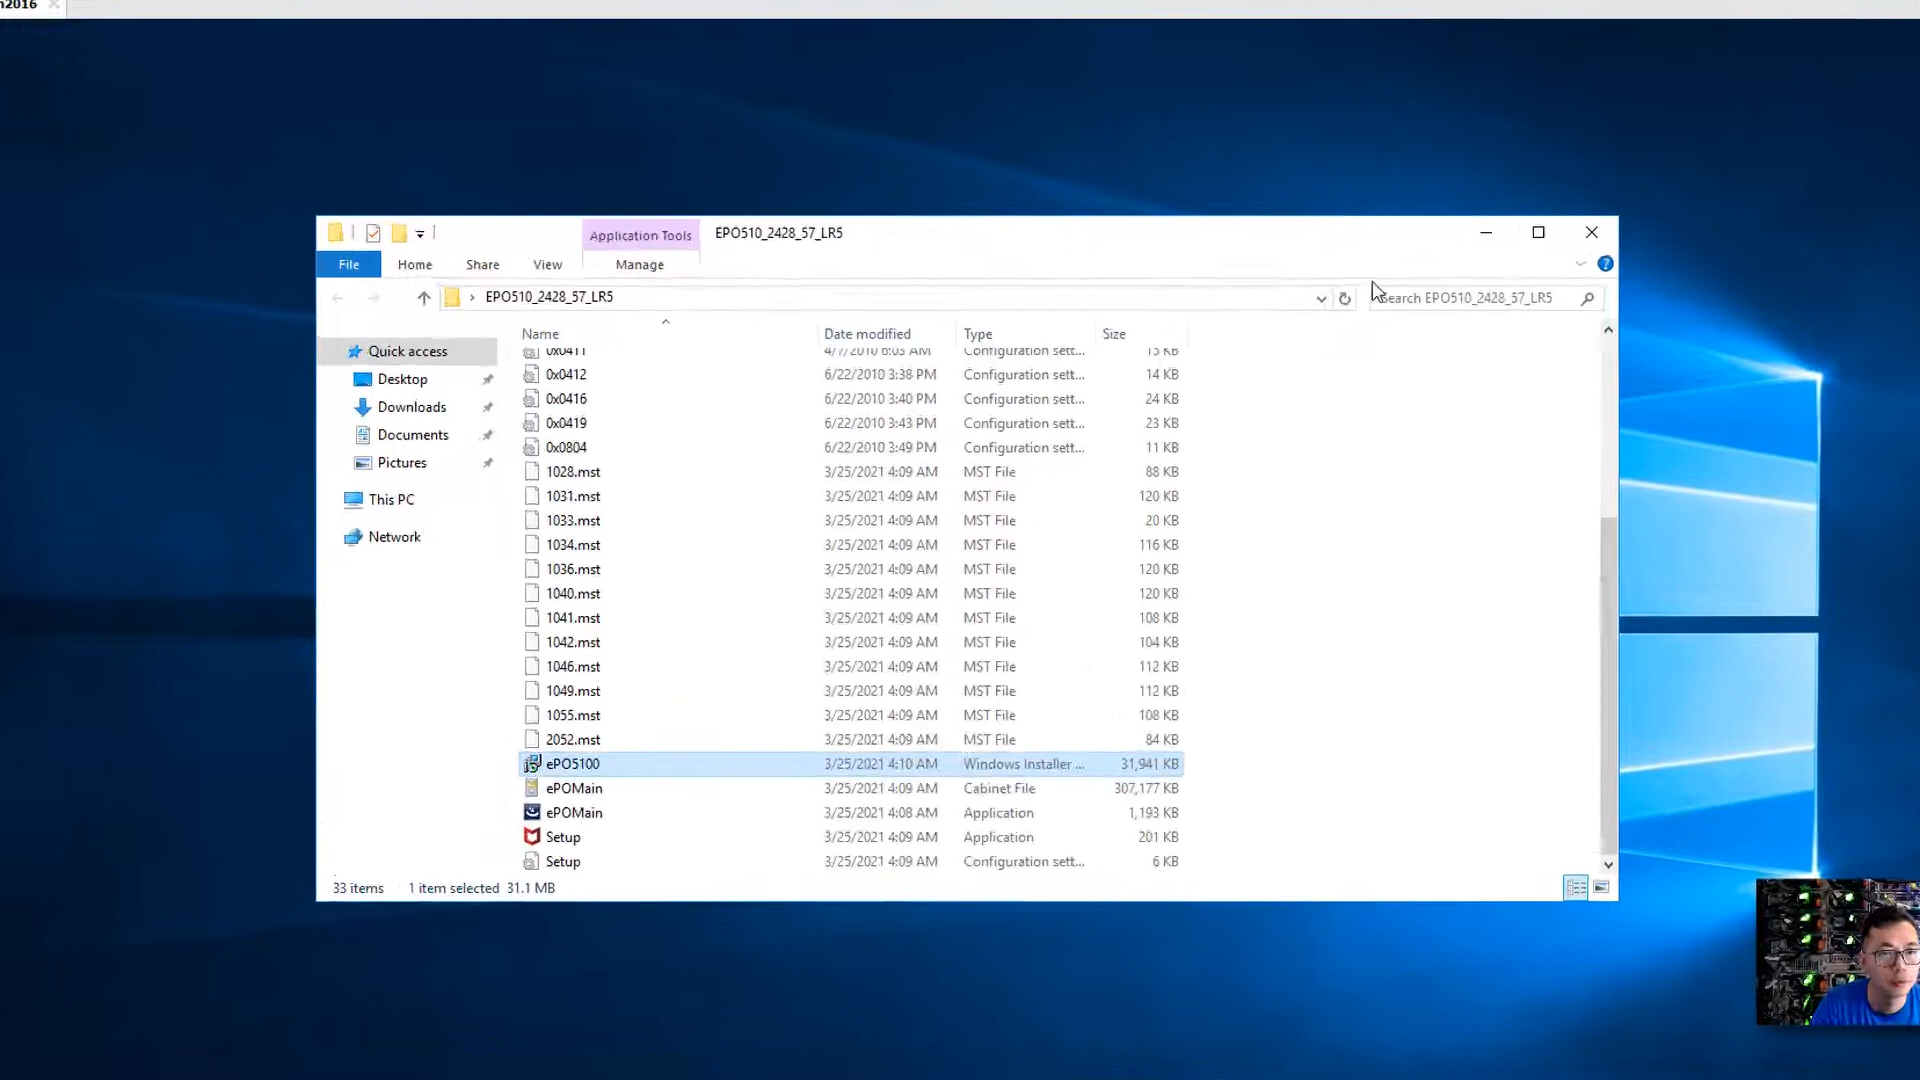 n2016
Application Tools EPO510_2428_57_LR5
File Home Share View Manage
EPO510_2428_57_LR5 Search EPO510_2428_57_LR5
Quick access
Desktop
Downloads
Documents
Pictures
This PC
Network
Name Date modified Type Size
0x0411 4/7/2010 6:03 AM Configuration sett... 15 KB
0x0412 6/22/2010 3:38 PM Configuration sett... 14 KB
0x0416 6/22/2010 3:40 PM Configuration sett... 24 KB
0x0419 6/22/2010 3:43 PM Configuration sett... 23 KB
0x0804 6/22/2010 3:49 PM Configuration sett... 11 KB
1028.mst 3/25/2021 4:09 AM MST File 88 KB
1031.mst 3/25/2021 4:09 AM MST File 120 KB
1033.mst 3/25/2021 4:09 AM MST File 20 KB
1034.mst 3/25/2021 4:09 AM MST File 116 KB
1036.mst 3/25/2021 4:09 AM MST File 120 KB
1040.mst 3/25/2021 4:09 AM MST File 120 KB
1041.mst 3/25/2021 4:09 AM MST File 108 KB
1042.mst 3/25/2021 4:09 AM MST File 104 KB
1046.mst 3/25/2021 4:09 AM MST File 112 KB
1049.mst 3/25/2021 4:09 AM MST File 112 KB
1055.mst 3/25/2021 4:09 AM MST File 108 KB
2052.mst 3/25/2021 4:09 AM MST File 84 KB
ePO5100 3/25/2021 4:10 AM Windows Installer ... 31,941 KB
ePOMain 3/25/2021 4:09 AM Cabinet File 307,177 KB
ePOMain 3/25/2021 4:08 AM Application 1,193 KB
Setup 3/25/2021 4:09 AM Application 201 KB
Setup 3/25/2021 4:09 AM Configuration sett... 6 KB
33 items 1 item selected 31.1 MB